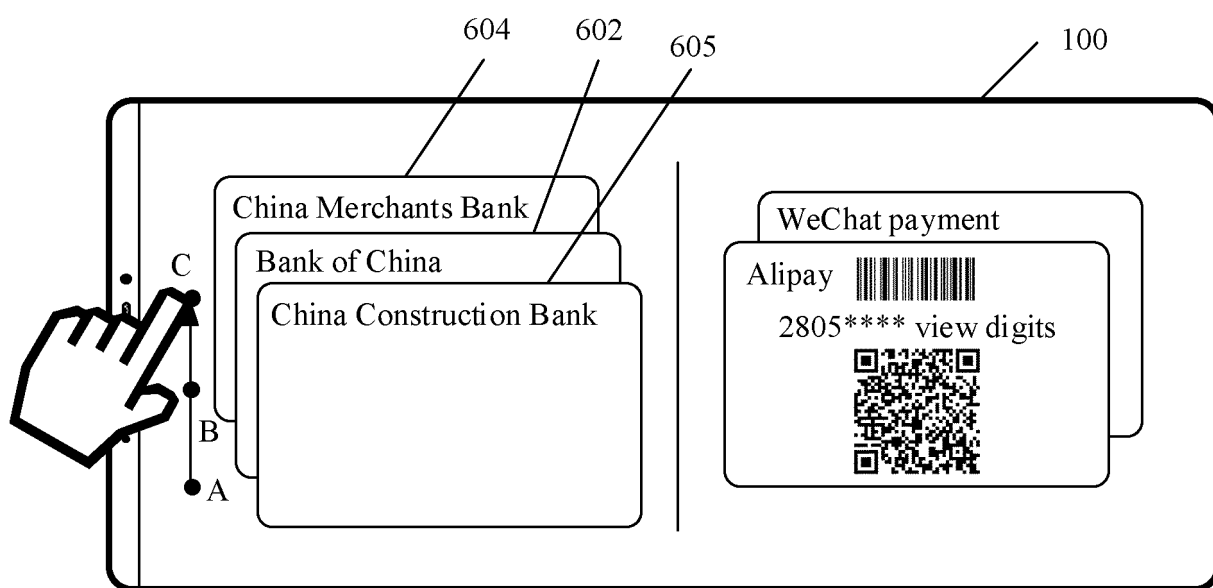 604
602
605
100
China Merchants Bank
Bank of China
China Construction Bank
C
B
A
WeChat payment
Alipay
2805**** view digits